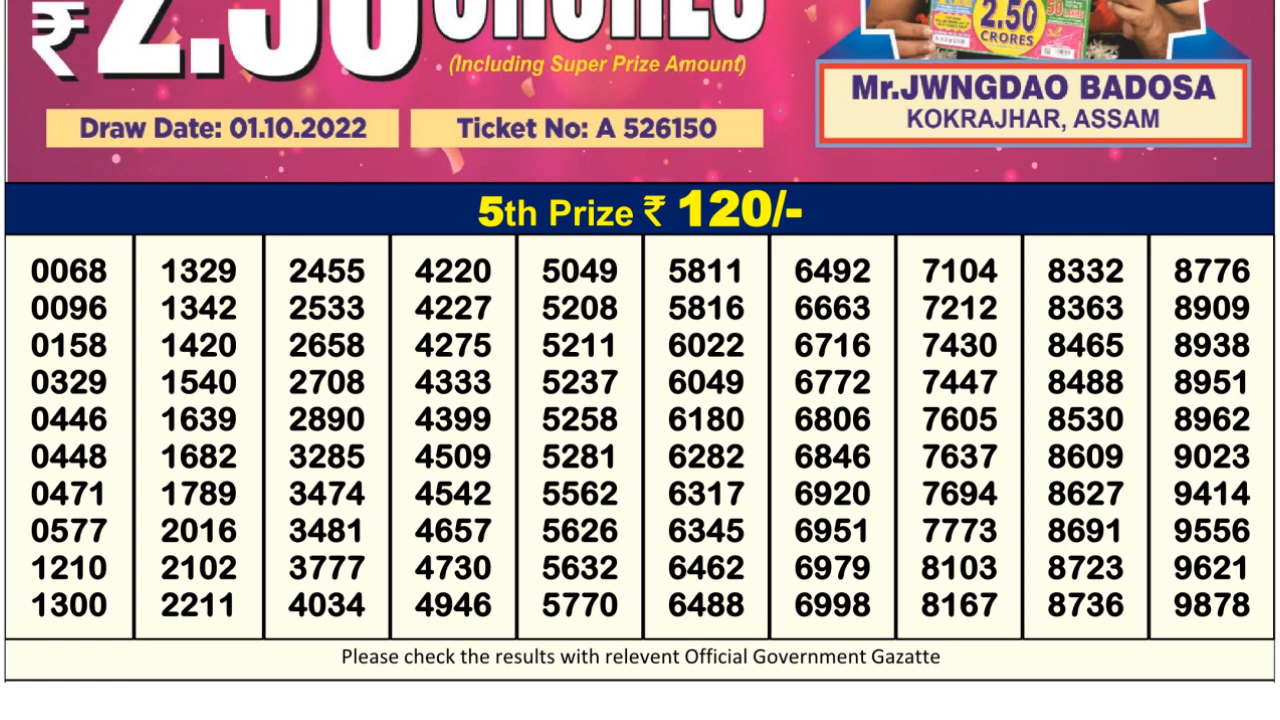 ₹ 2.50 CRORES
(Including Super Prize Amount)
2.50
CRORES
50
Mr.JWNGDAO BADOSA
KOKRAJHAR, ASSAM
Draw Date: 01.10.2022 Ticket No: A 526150
5th Prize ₹ 120/-
0068 1329 2455 4220 5049 5811 6492 7104 8332 8776
0096 1342 2533 4227 5208 5816 6663 7212 8363 8909
0158 1420 2658 4275 5211 6022 6716 7430 8465 8938
0329 1540 2708 4333 5237 6049 6772 7447 8488 8951
0446 1639 2890 4399 5258 6180 6806 7605 8530 8962
0448 1682 3285 4509 5281 6282 6846 7637 8609 9023
0471 1789 3474 4542 5562 6317 6920 7694 8627 9414
0577 2016 3481 4657 5626 6345 6951 7773 8691 9556
1210 2102 3777 4730 5632 6462 6979 8103 8723 9621
1300 2211 4034 4946 5770 6488 6998 8167 8736 9878
Please check the results with relevent Official Government Gazatte